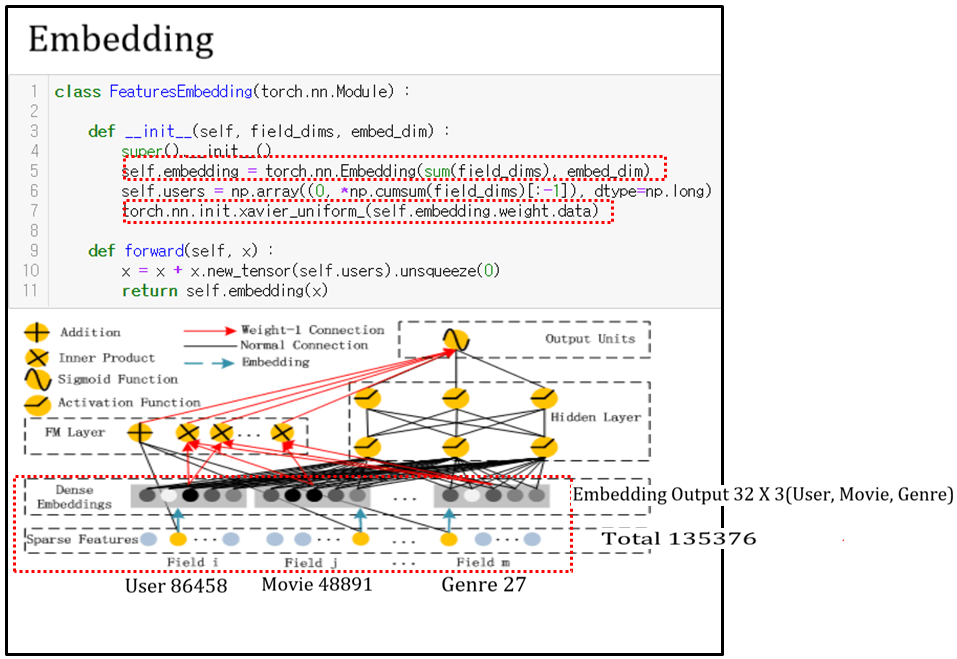 Embedding
1 class FeaturesEmbedding(torch.nn.Module) :
2
3 def __init__(self, field_dims, embed_dim) :
4 super().__init__()
5 self.embedding = torch.nn.Embedding(sum(field_dims), embed_dim)
6 self.users = np.array((0, *np.cumsum(field_dims)[:-1]), dtype=np.long)
7 torch.nn.init.xavier_uniform_(self.embedding.weight.data)
8
9 def forward(self, x) :
10 x = x + x.new_tensor(self.users).unsqueeze(0)
11 return self.embedding(x)
Addition
Inner Product
Sigmoid Function
Activation Function
Weight-1 Connection
Normal Connection
Embedding
Output Units
Hidden Layer
FM Layer
...
Dense
Embeddings
...
Embedding Output 32 X 3(User, Movie, Genre)
Sparse Features
...
...
...
...
Total 135376
Field i
Field j
...
Field m
User 86458
Movie 48891
Genre 27